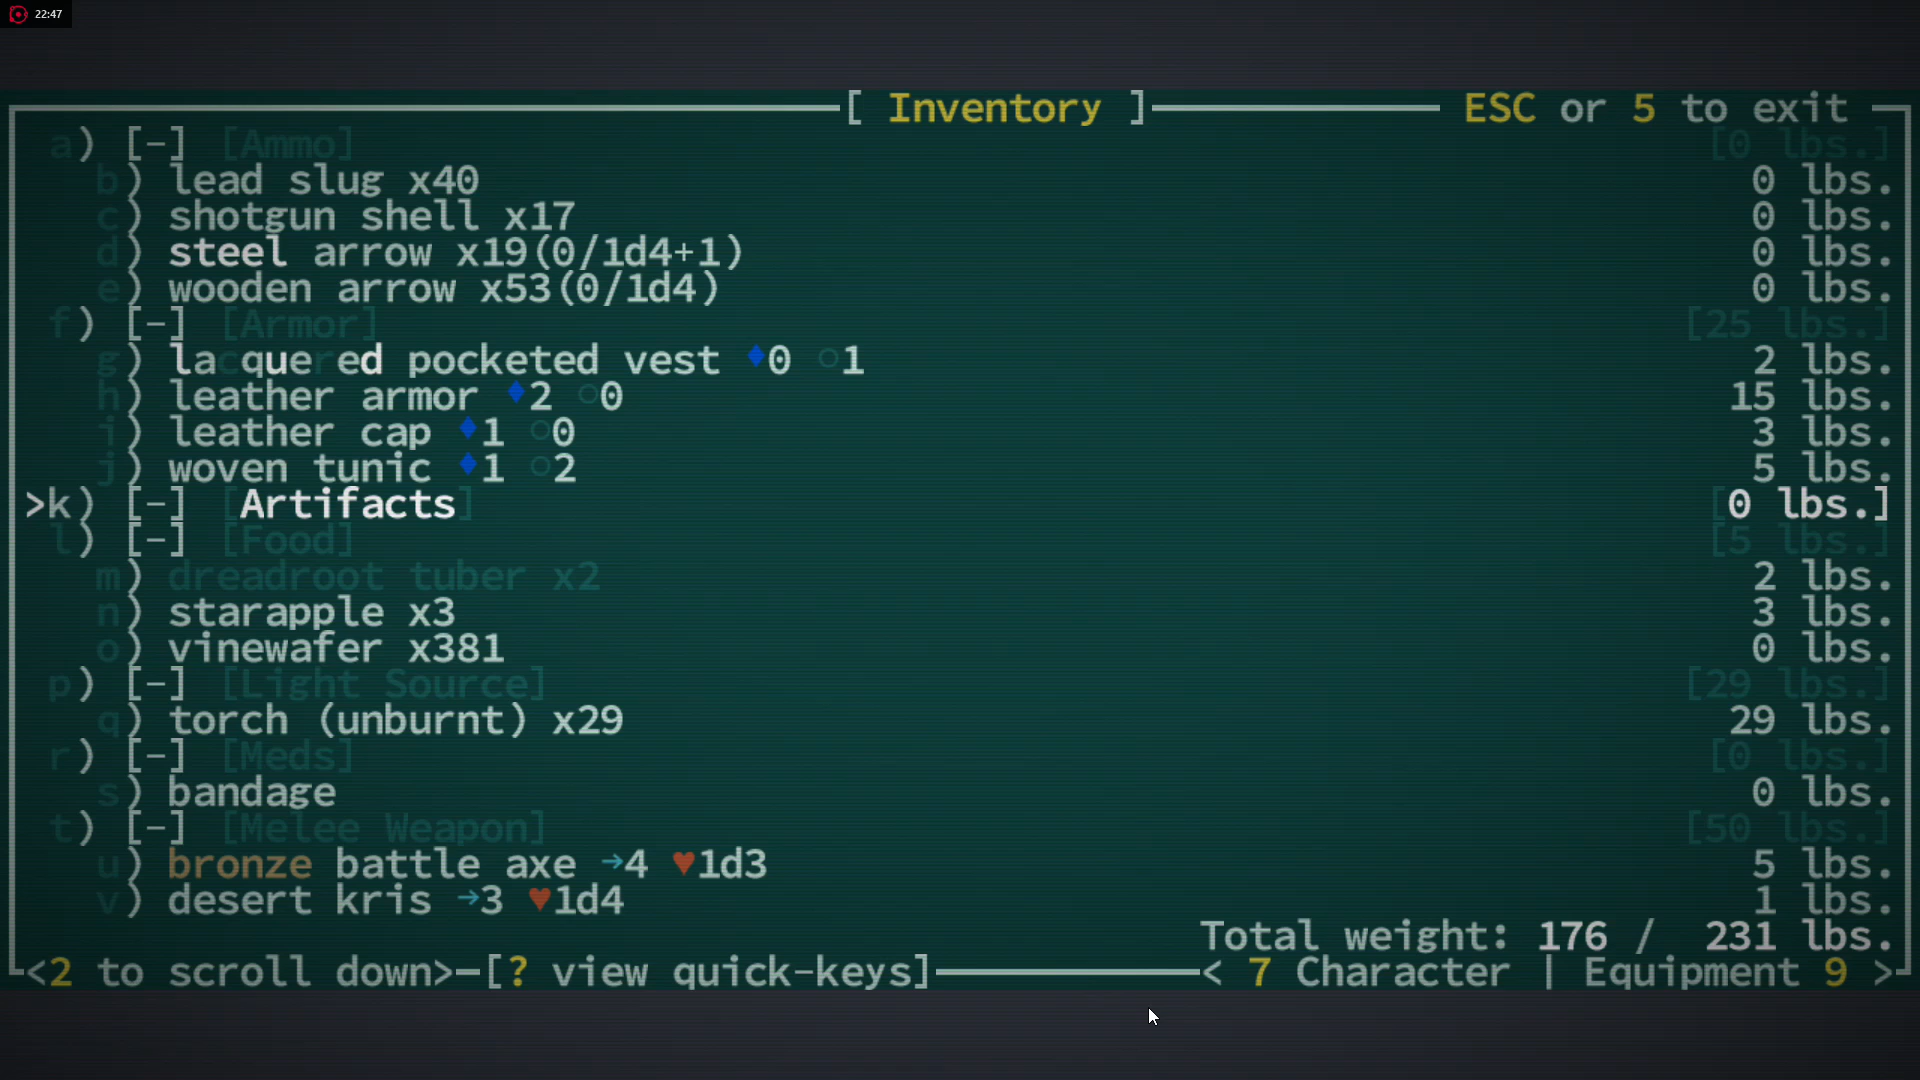 22:47
[ Inventory ] ESC or 5 to exit
a) [-] [Ammo] [0 lbs.]
b) lead slug x40 0 lbs.
c) shotgun shell x17 0 lbs.
d) steel arrow x19(0/1d4+1) 0 lbs.
e) wooden arrow x53(0/1d4) 0 lbs.
f) [-] [Armor] [25 lbs.]
g) lacquered pocketed vest ♦0 ○1 2 lbs.
h) leather armor ♦2 ○0 15 lbs.
i) leather cap ♦1 ○0 3 lbs.
j) woven tunic ♦1 ○2 5 lbs.
>k) [-] [Artifacts] [0 lbs.]
l) [-] [Food] [5 lbs.]
m) dreadroot tuber x2 2 lbs.
n) starapple x3 3 lbs.
o) vinewafer x381 0 lbs.
p) [-] [Light Source] [29 lbs.]
q) torch (unburnt) x29 29 lbs.
r) [-] [Meds] [0 lbs.]
s) bandage 0 lbs.
t) [-] [Melee Weapon] [50 lbs.]
u) bronze battle axe →4 ♥1d3 5 lbs.
v) desert kris →3 ♥1d4 1 lbs.
Total weight: 176 / 231 lbs.
<2 to scroll down> [? view quick-keys] < 7 Character | Equipment 9 >